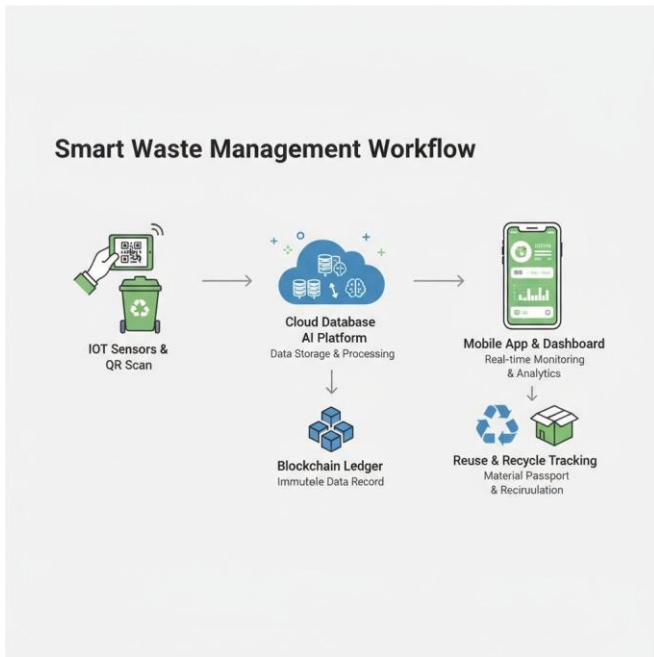 Smart Waste Management Workflow
IOT Sensors &
QR Scan
Cloud Database
AI Platform
Data Storage & Processing
Blockchain Ledger
Immutele Data Record
Mobile App & Dashboard
Real-time Monitoring
& Analytics
Reuse & Recycle Tracking
Material Passport
& Reciruulation